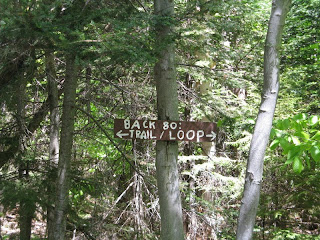 BACK 80:
←TRAIL / LOOP→